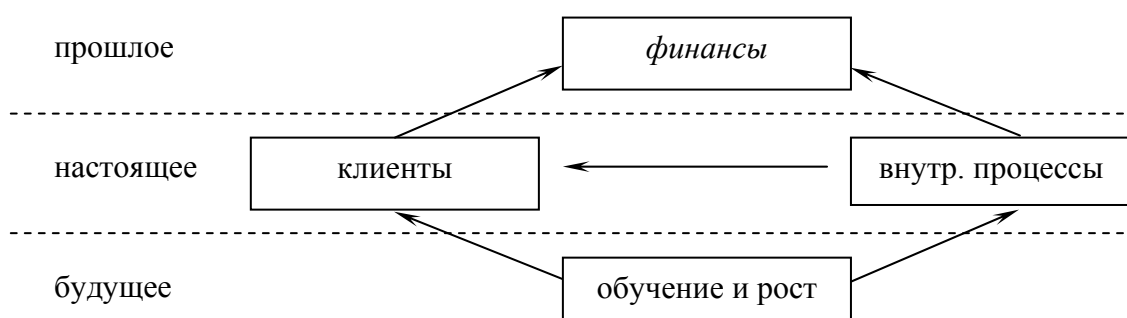 прошлое финансы
настоящее клиенты внутр. процессы
будущее обучение и рост